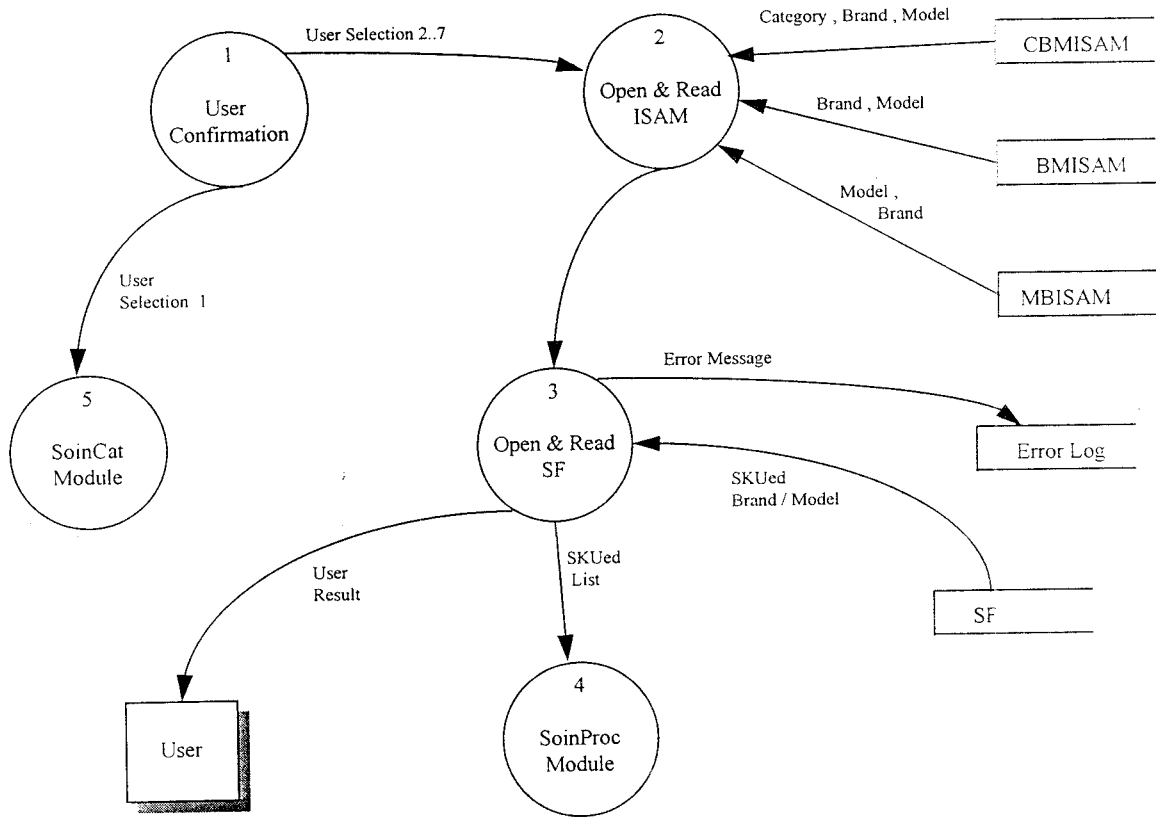 User Selection 2..7
1
User
Confirmation
2
Open & Read
ISAM
Category , Brand , Model
CBMISAM
Brand , Model
BMISAM
Model ,
Brand
MBISAM
User
Selection 1
5
SoinCat
Module
3
Open & Read
SF
Error Message
Error Log
SKUed
Brand / Model
SF
User
Result
SKUed
List
4
SoinProc
Module
User